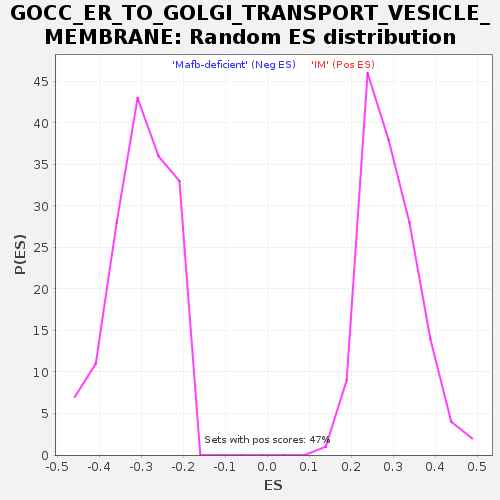 GOCC_ER_TO_GOLGI_TRANSPORT_VESICLE_
MEMBRANE: Random ES distribution
'Mafb-deficient' (Neg ES) 'IM' (Pos ES)
45
40
35
30
25
20
15
10
5
0
P(ES)
Sets with pos scores: 47%
-0.5 -0.4 -0.3 -0.2 -0.1 0.0 0.1 0.2 0.3 0.4 0.5
ES